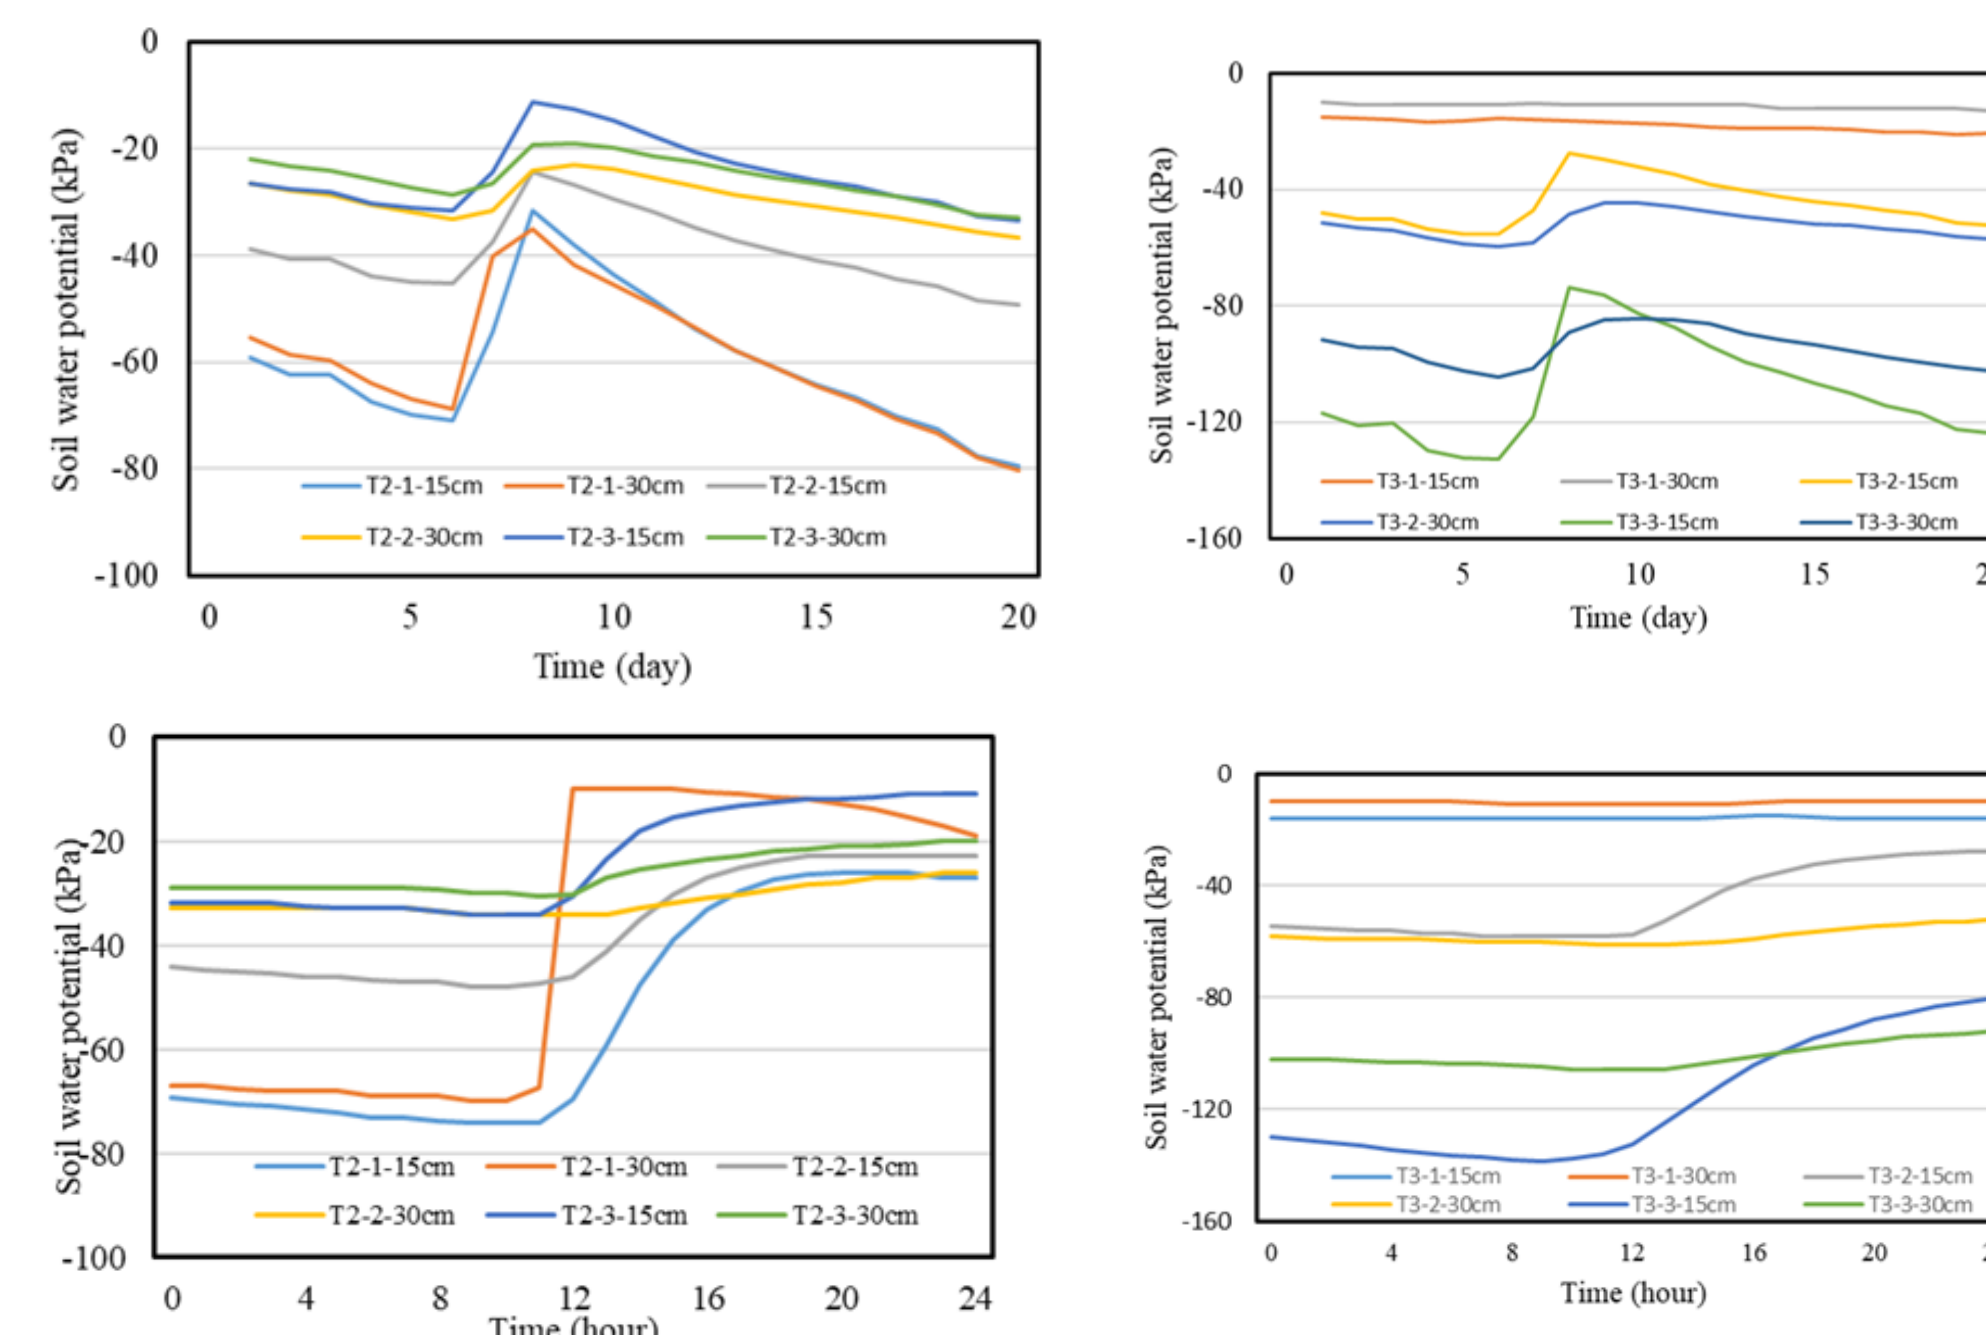 0
-20
-40
-60
-80
-100
Soil water potential (kPa)
T2-1-15cm T2-1-30cm T2-2-15cm
T2-2-30cm T2-3-15cm T2-3-30cm
0 5 10 15 20
Time (day)
0
-40
-80
-120
-160
Soil water potential (kPa)
T3-1-15cm T3-1-30cm T3-2-15cm
T3-2-30cm T3-3-15cm T3-3-30cm
0 5 10 15
Time (day)
0
-20
-40
-60
-80
-100
Soil water potential (kPa)
T2-1-15cm T2-1-30cm T2-2-15cm
T2-2-30cm T2-3-15cm T2-3-30cm
0 4 8 12 16 20 24
Time (hour)
0
-40
-80
-120
-160
Soil water potential (kPa)
T3-1-15cm T3-1-30cm T3-2-15cm
T3-2-30cm T3-3-15cm T3-3-30cm
0 4 8 12 16 20
Time (hour)